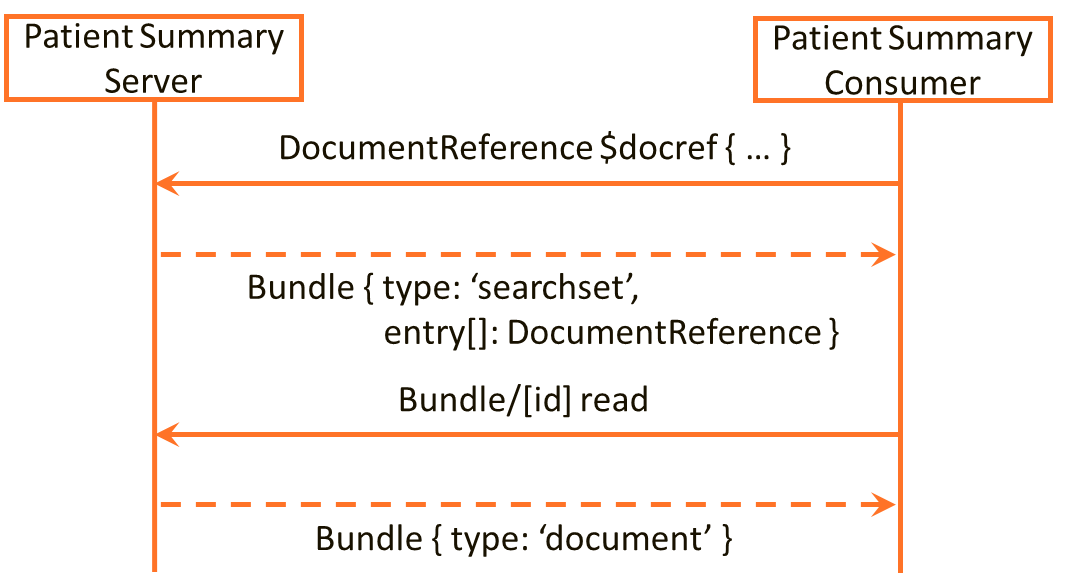 Patient Summary
Server
Patient Summary
Consumer
DocumentReference $docref { ... }
Bundle { type: ‘searchset’,
entry[]: DocumentReference }
Bundle/[id] read
Bundle { type: ‘document’ }